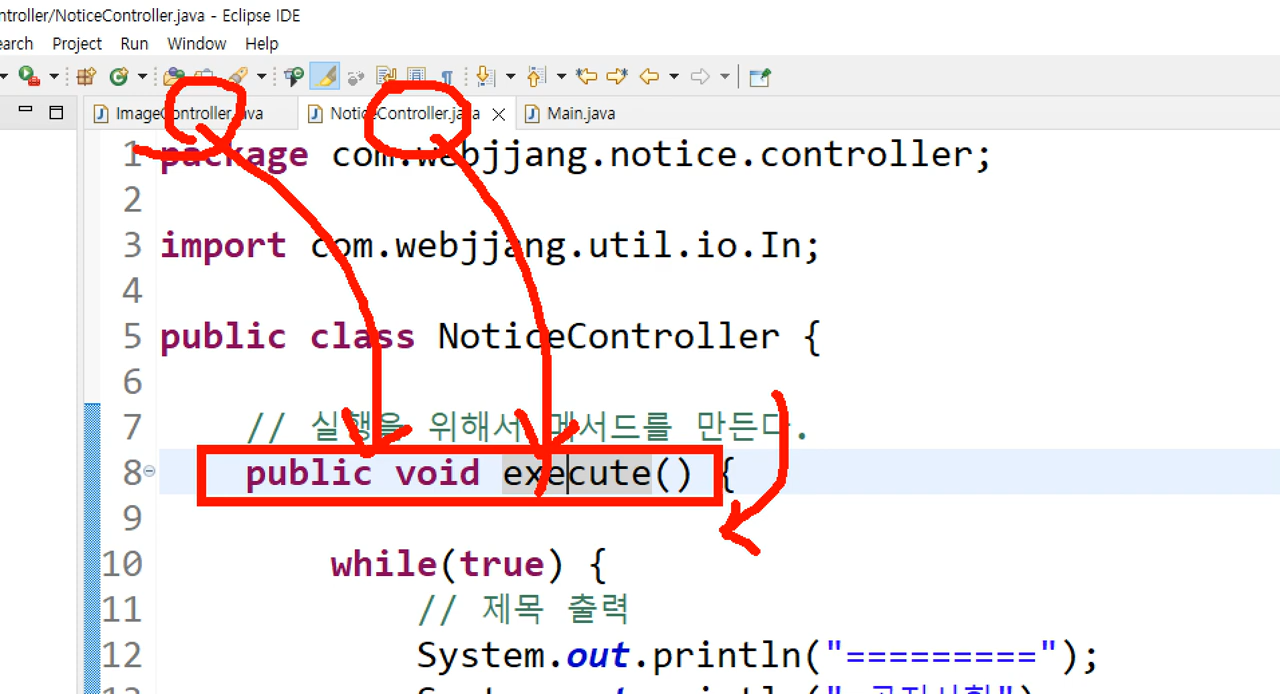 ntroller/NoticeController.java - Eclipse IDE
earch Project Run Window Help
ImageController.java NoticeController.java Main.java
1 package com.webjjang.notice.controller;
2
3 import com.webjjang.util.io.In;
4
5 public class NoticeController {
6
7 // 실행을 위해서 메서드를 만든다.
8 public void execute() {
9
10 while(true) {
11 // 제목 출력
12 System.out.println("=========");